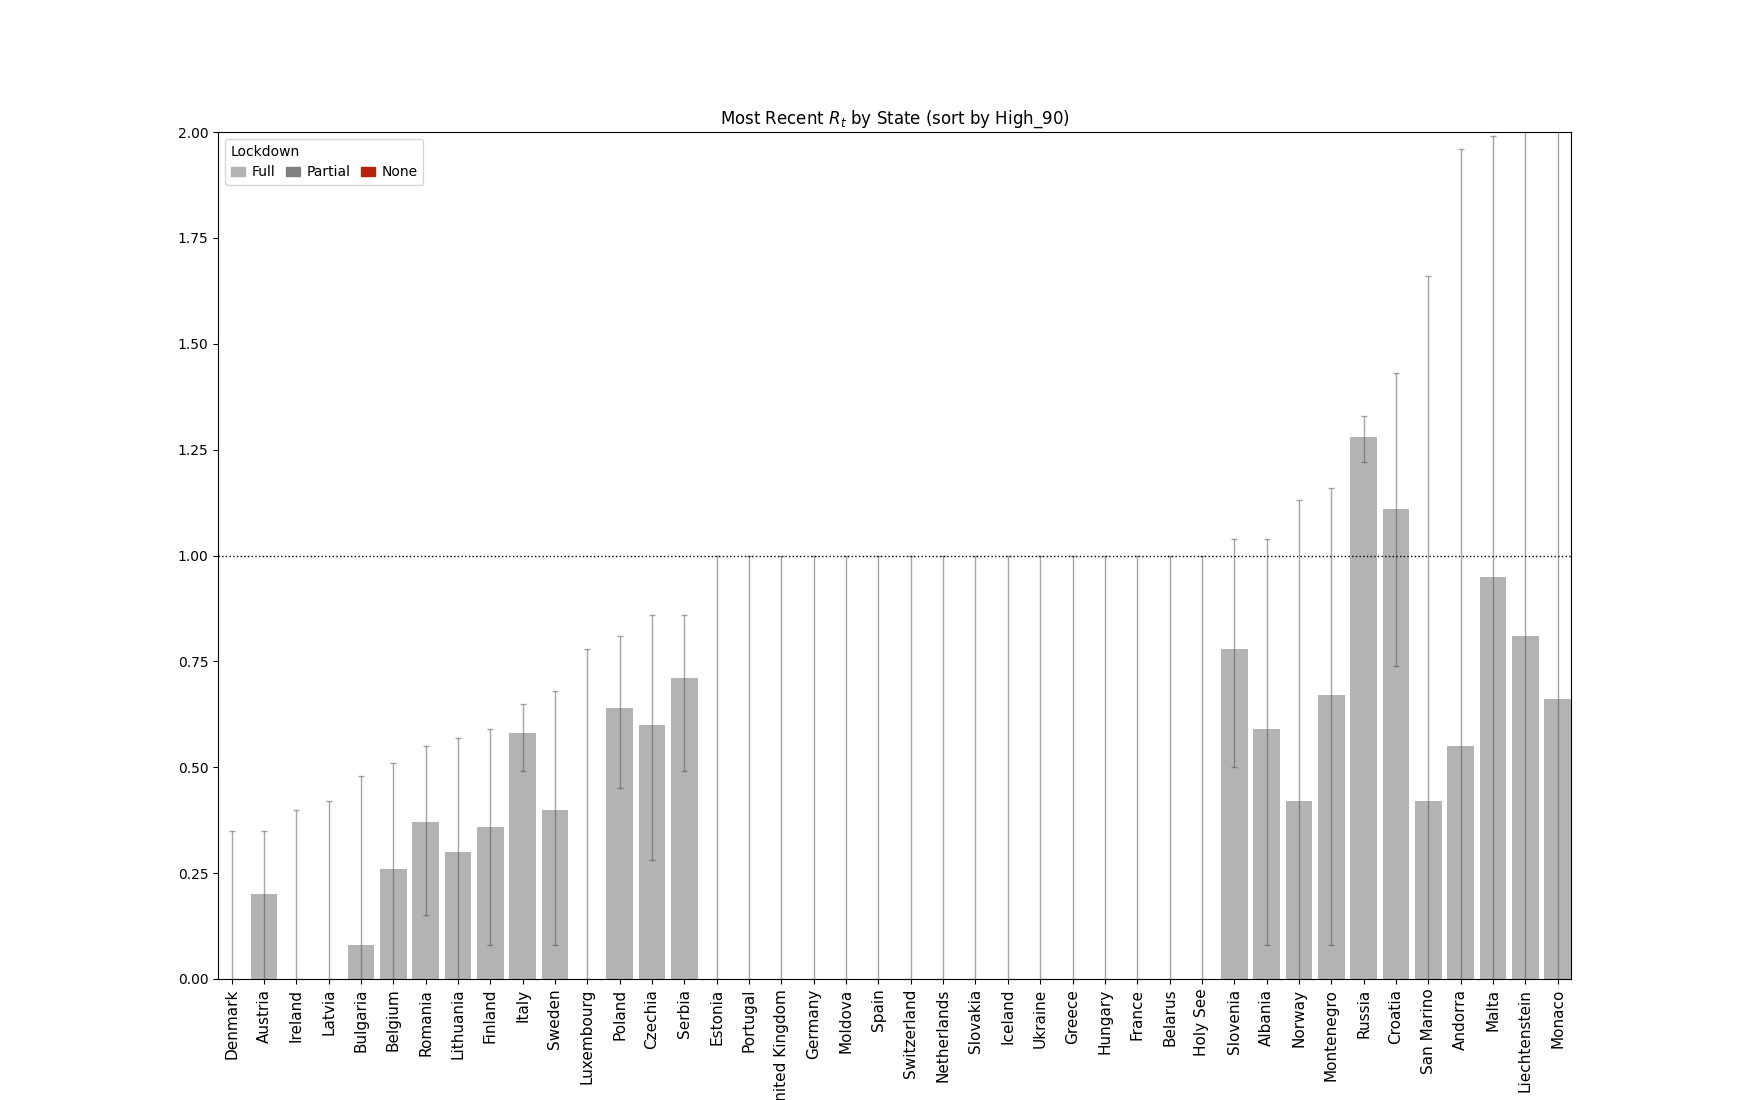 Most Recent R_t by State (sort by High_90)
Lockdown
Full Partial None
2.00
1.75
1.50
1.25
1.00
0.75
0.50
0.25
0.00
Denmark
Austria
Ireland
Latvia
Bulgaria
Belgium
Romania
Lithuania
Finland
Italy
Sweden
Luxembourg
Poland
Czechia
Serbia
Estonia
Portugal
nited Kingdom
Germany
Moldova
Spain
Switzerland
Netherlands
Slovakia
Iceland
Ukraine
Greece
Hungary
France
Belarus
Holy See
Slovenia
Albania
Norway
Montenegro
Russia
Croatia
San Marino
Andorra
Malta
Liechtenstein
Monaco